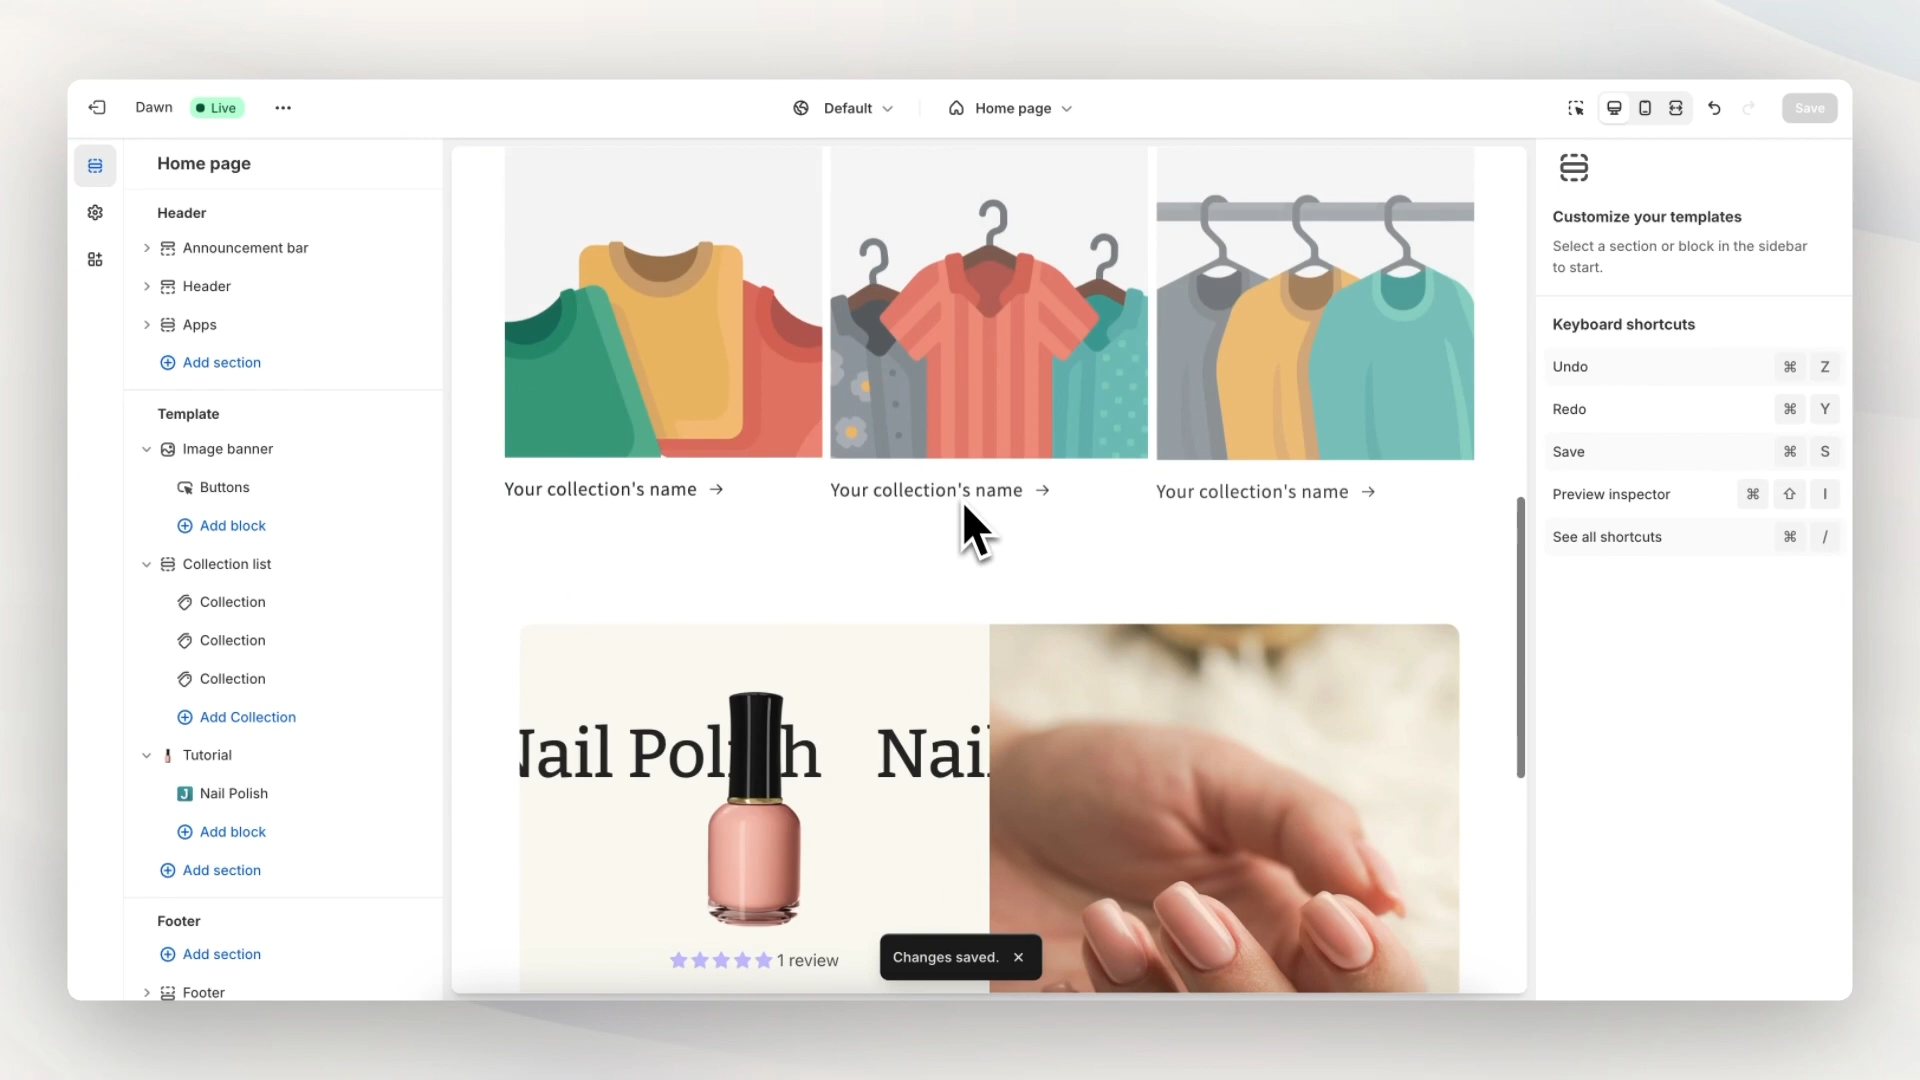 Dawn
Live
Default
Home page
Save
Home page
Header
Announcement bar
Header
Apps
Add section
Template
Image banner
Buttons
Add block
Collection list
Collection
Collection
Collection
Add Collection
Tutorial
Nail Polish
Add block
Add section
Footer
Add section
Footer
Your collection's name →
Your collection's name →
Your collection's name →
Nail Polish Nail
1 review
Changes saved.
Customize your templates
Select a section or block in the sidebar
to start.
Keyboard shortcuts
Undo ⌘ Z
Redo ⌘ Y
Save ⌘ S
Preview inspector ⌘ ⇧ I
See all shortcuts ⌘ /